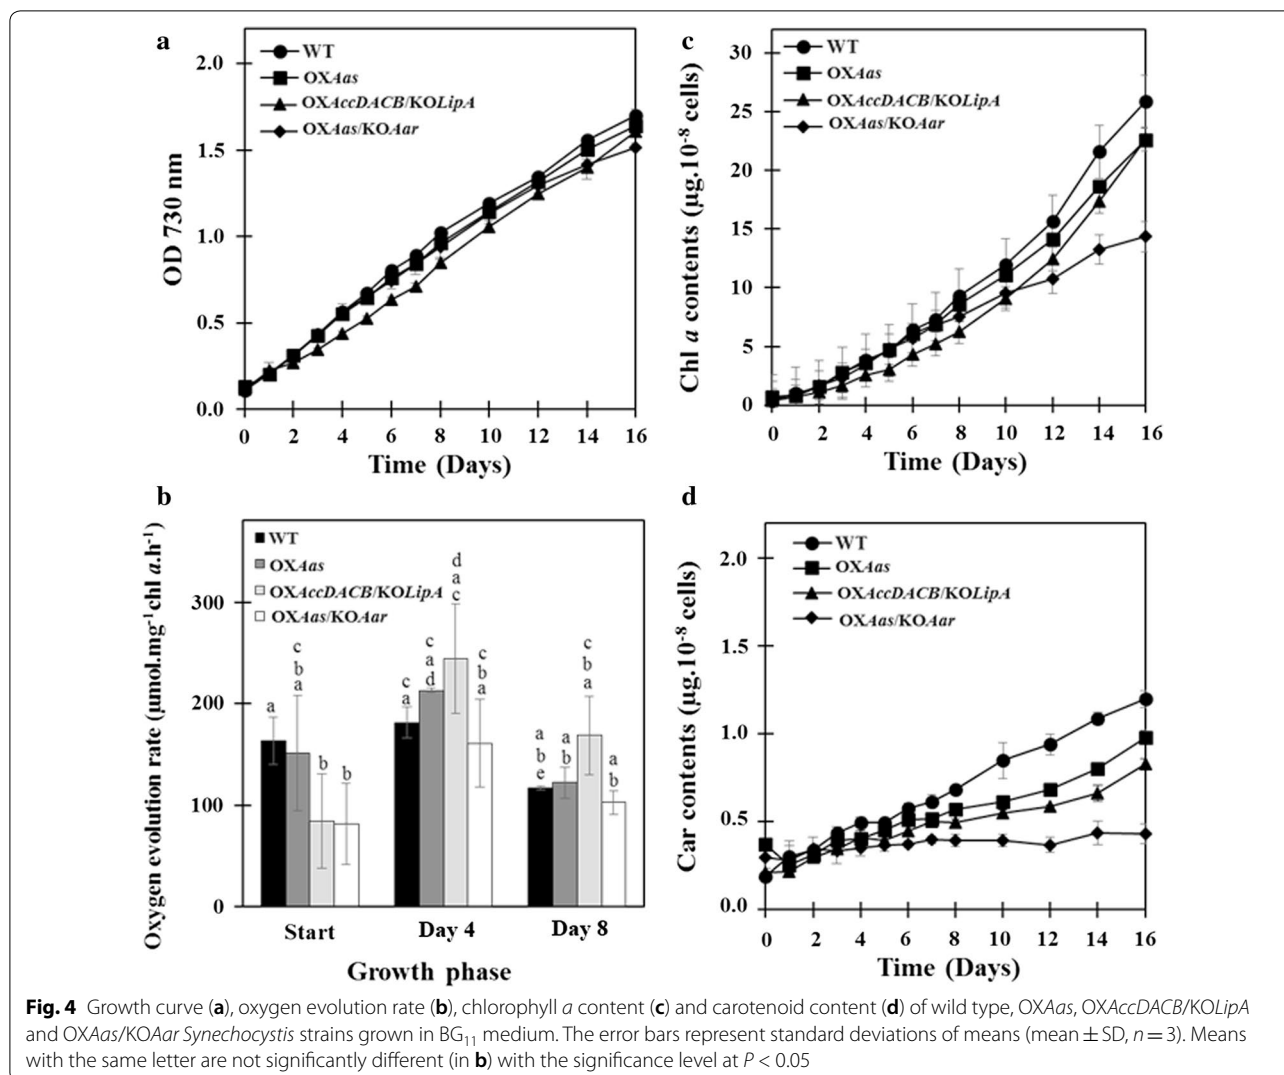 a
2.0
1.5
1.0
0.5
0.0
OD 730 nm
WT
OXAas
OXAccDACB/KOLipA
OXAas/KOAar
0 2 4 6 8 10 12 14 16
Time (Days)
c
30
25
20
15
10
5
0
Chl a contents (µg.10⁻⁸ cells)
WT
OXAas
OXAccDACB/KOLipA
OXAas/KOAar
0 2 4 6 8 10 12 14 16
Time (Days)
b
300
200
100
0
Oxygen evolution rate (µmol.mg⁻¹ chl a.h⁻¹)
WT
OXAas
OXAccDACB/KOLipA
OXAas/KOAar
a
c
b
a
b
b
c
a
c
a
d
d
a
c
c
b
a
a
b
e
a
b
c
b
a
a
b
Start Day 4 Day 8
Growth phase
d
2.0
1.5
1.0
0.5
0.0
Car contents (µg.10⁻⁸ cells)
WT
OXAas
OXAccDACB/KOLipA
OXAas/KOAar
0 2 4 6 8 10 12 14 16
Time (Days)
Fig. 4 Growth curve (a), oxygen evolution rate (b), chlorophyll a content (c) and carotenoid content (d) of wild type, OXAas, OXAccDACB/KOLipA
and OXAas/KOAar Synechocystis strains grown in BG₁₁ medium. The error bars represent standard deviations of means (mean ± SD, n = 3). Means
with the same letter are not significantly different (in b) with the significance level at P < 0.05